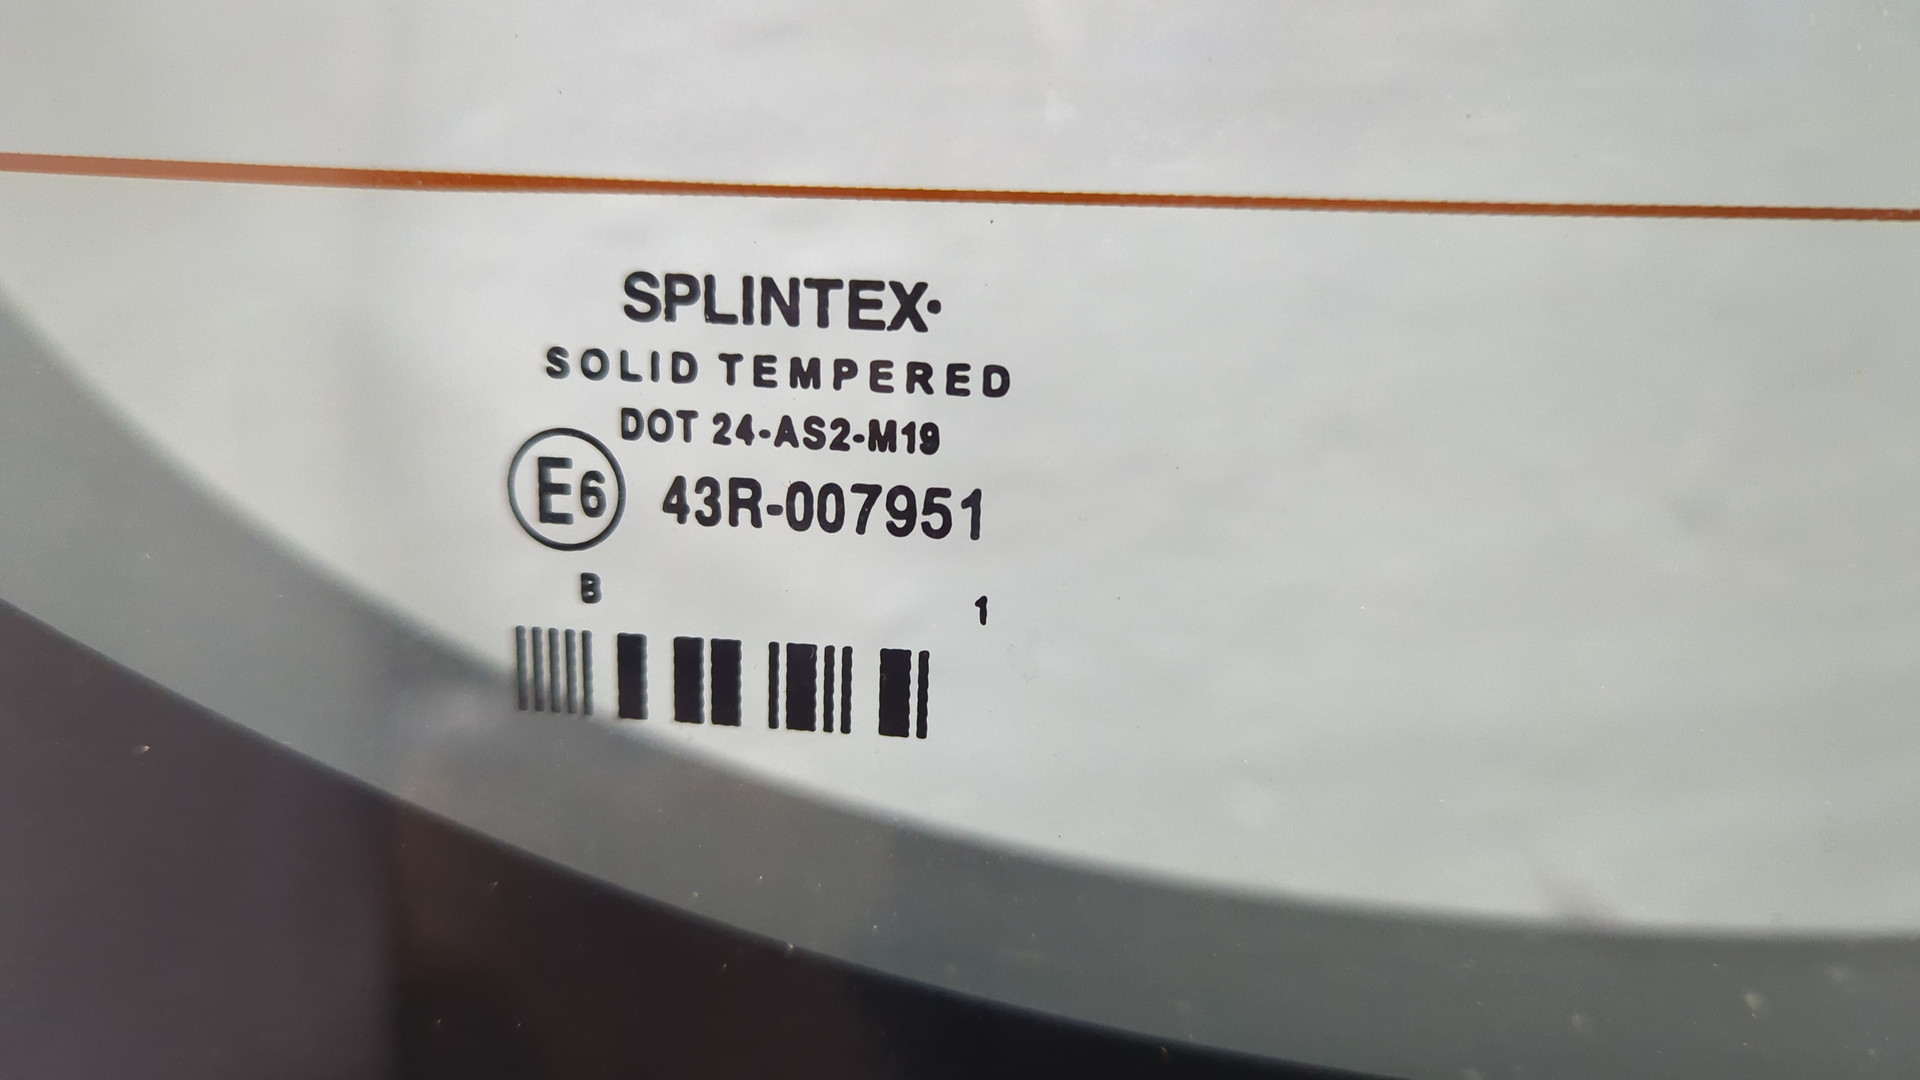 SPLINTEX·
SOLID TEMPERED
DOT 24-AS2-M19
E6 43R-007951
B 1